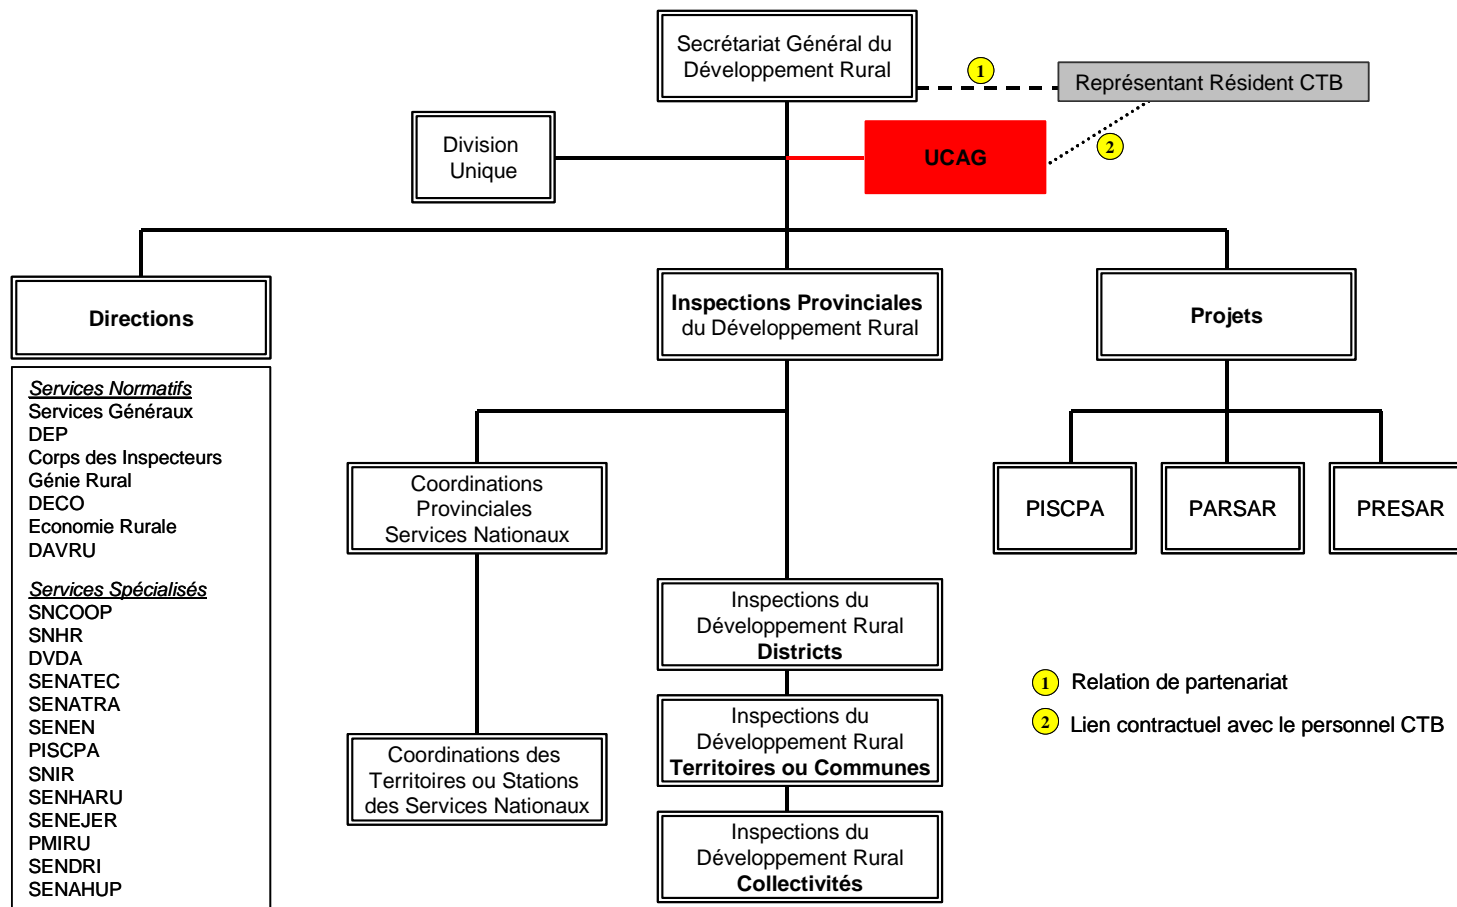 Secrétariat Général du
Développement Rural
1
Représentant Résident CTB
Division
Unique
UCAG
2
Directions
Inspections Provinciales
du Développement Rural
Projets
Services Normatifs
Services Généraux
DEP
Corps des Inspecteurs
Génie Rural
DECO
Economie Rurale
DAVRU
Services Spécialisés
SNCOOP
SNHR
DVDA
SENATEC
SENATRA
SENEN
PISCPA
SNIR
SENHARU
SENEJER
PMIRU
SENDRI
SENAHUP
Coordinations
Provinciales
Services Nationaux
Coordinations des
Territoires ou Stations
des Services Nationaux
Inspections du
Développement Rural
Districts
Inspections du
Développement Rural
Territoires ou Communes
Inspections du
Développement Rural
Collectivités
PISCPA
PARSAR
PRESAR
1 Relation de partenariat
2 Lien contractuel avec le personnel CTB